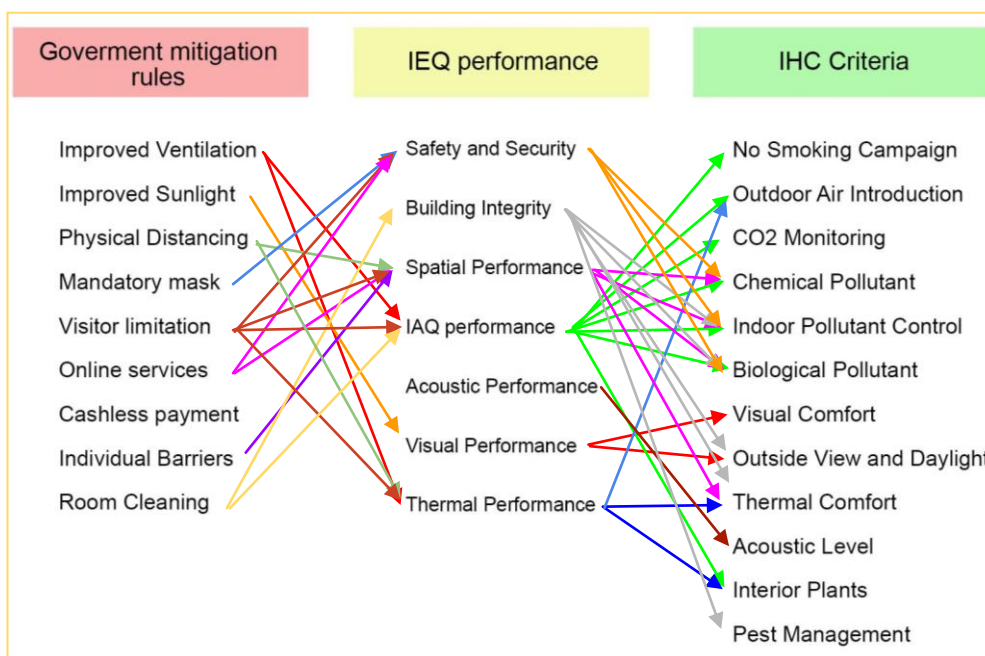 Goverment mitigation
rules
IEQ performance
IHC Criteria
Improved Ventilation
Improved Sunlight
Physical Distancing
Mandatory mask
Visitor limitation
Online services
Cashless payment
Individual Barriers
Room Cleaning
Safety and Security
Building Integrity
Spatial Performance
IAQ performance
Acoustic Performance
Visual Performance
Thermal Performance
No Smoking Campaign
Outdoor Air Introduction
CO2 Monitoring
Chemical Pollutant
Indoor Pollutant Control
Biological Pollutant
Visual Comfort
Outside View and Daylight
Thermal Comfort
Acoustic Level
Interior Plants
Pest Management